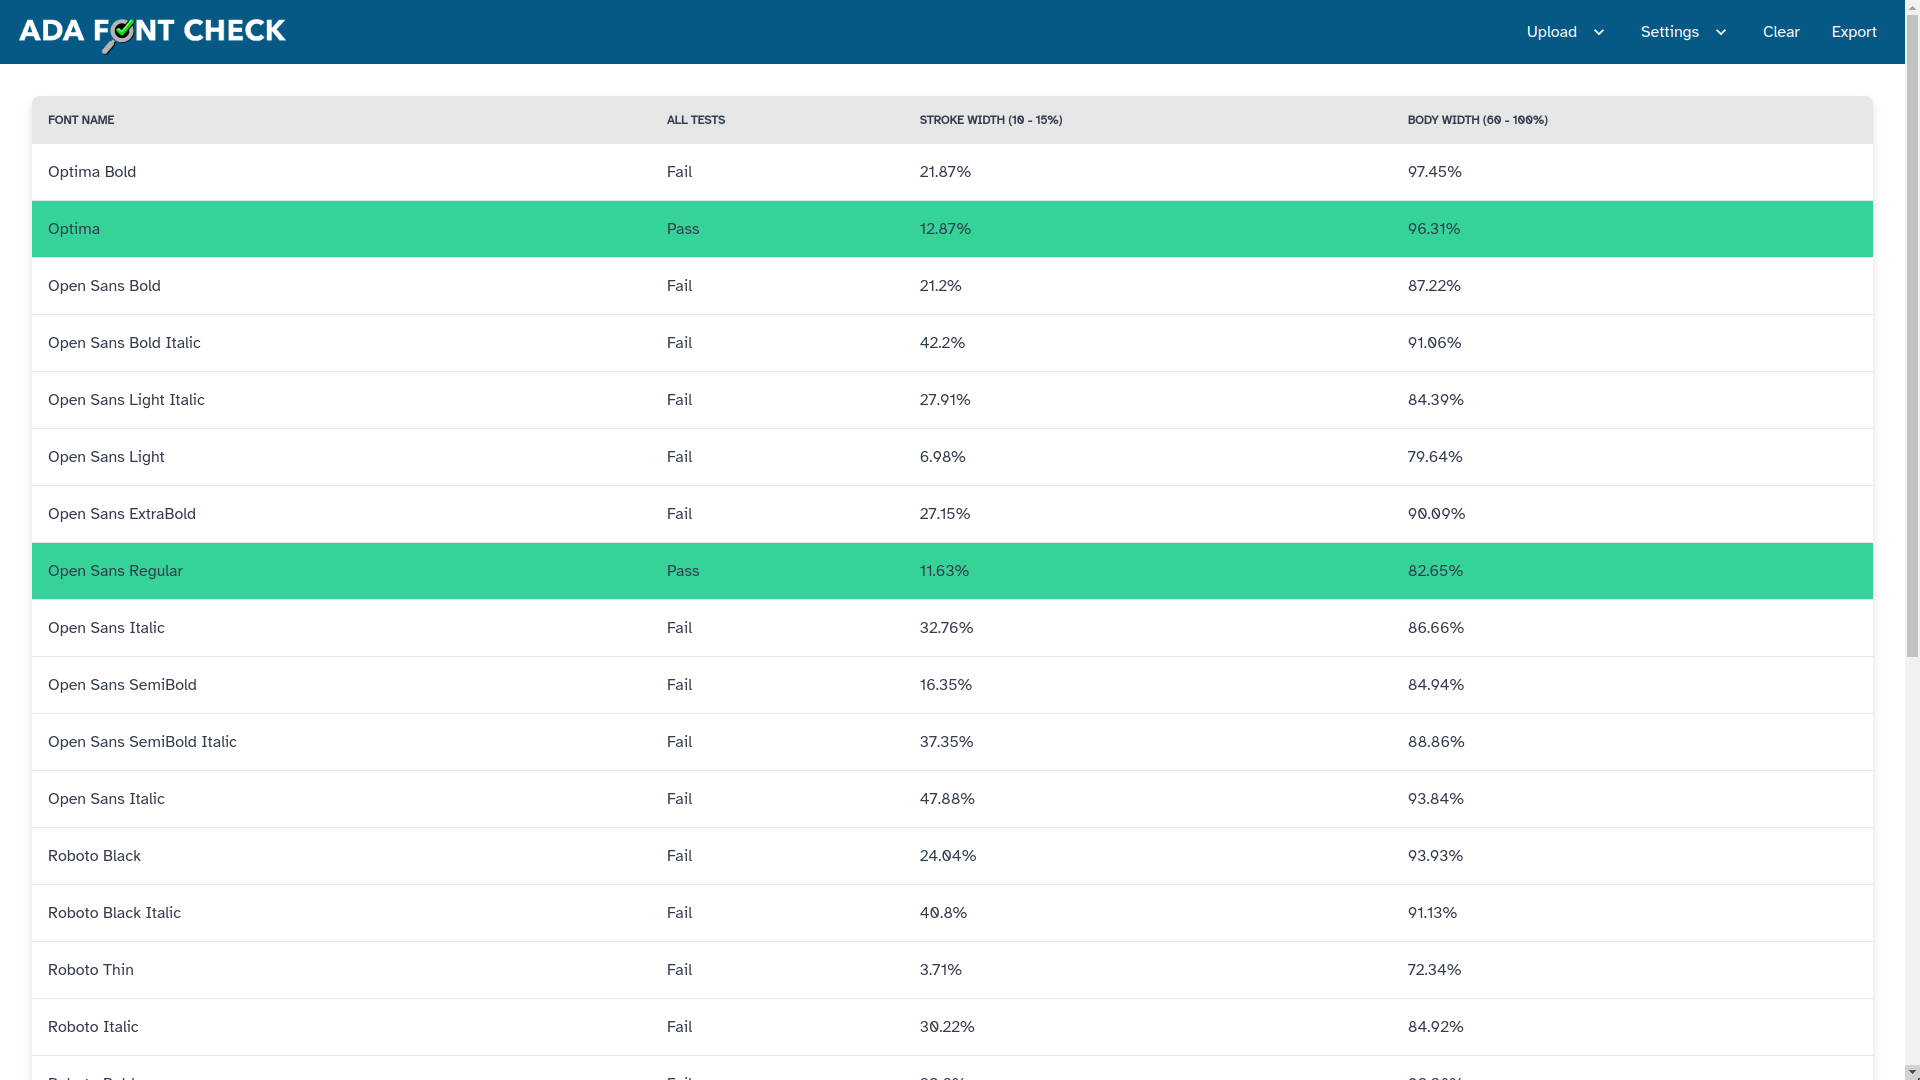 ADA FONT CHECK
Upload Settings Clear Export
FONT NAME ALL TESTS STROKE WIDTH (10 - 15%) BODY WIDTH (60 - 100%)
Optima Bold Fail 21.87% 97.45%
Optima Pass 12.87% 96.31%
Open Sans Bold Fail 21.2% 87.22%
Open Sans Bold Italic Fail 42.2% 91.06%
Open Sans Light Italic Fail 27.91% 84.39%
Open Sans Light Fail 6.98% 79.64%
Open Sans ExtraBold Fail 27.15% 90.09%
Open Sans Regular Pass 11.63% 82.65%
Open Sans Italic Fail 32.76% 86.66%
Open Sans SemiBold Fail 16.35% 84.94%
Open Sans SemiBold Italic Fail 37.35% 88.86%
Open Sans Italic Fail 47.88% 93.84%
Roboto Black Fail 24.04% 93.93%
Roboto Black Italic Fail 40.8% 91.13%
Roboto Thin Fail 3.71% 72.34%
Roboto Italic Fail 30.22% 84.92%